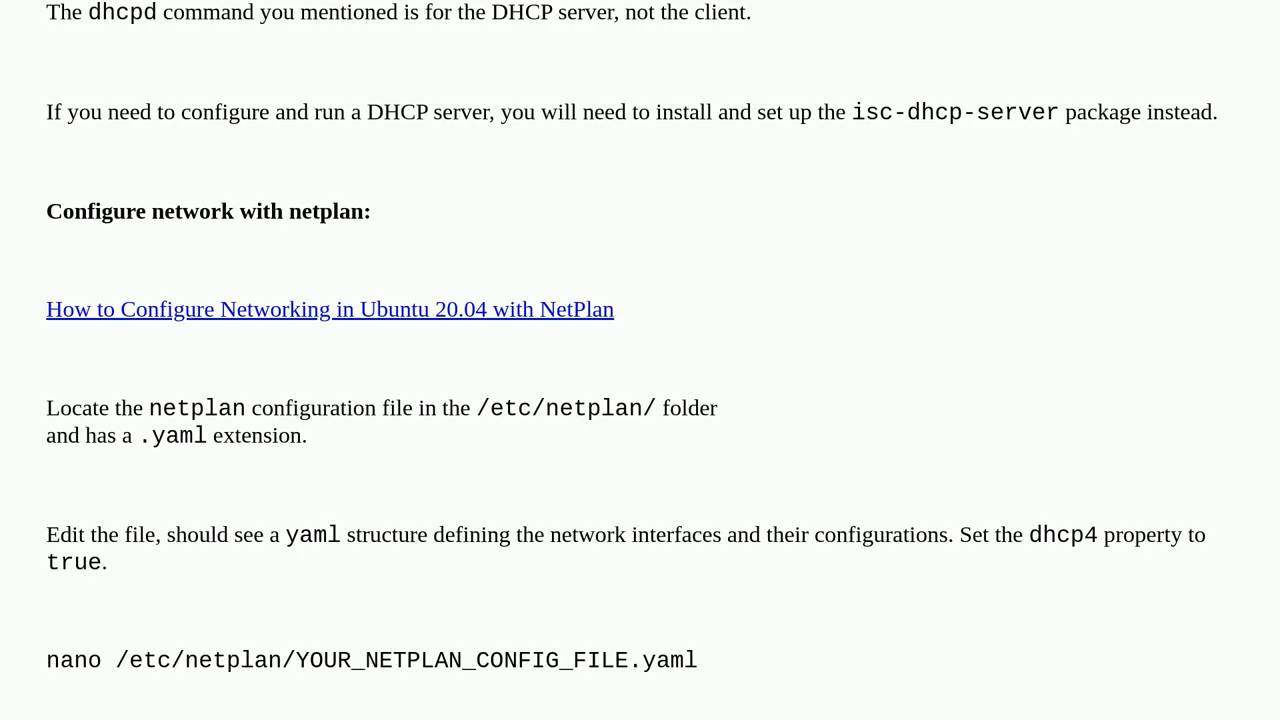 The dhcpd command you mentioned is for the DHCP server, not the client.
If you need to configure and run a DHCP server, you will need to install and set up the isc-dhcp-server package instead.
Configure network with netplan:
How to Configure Networking in Ubuntu 20.04 with NetPlan
Locate the netplan configuration file in the /etc/netplan/ folder
and has a .yaml extension.
Edit the file, should see a yaml structure defining the network interfaces and their configurations. Set the dhcp4 property to
true.
nano /etc/netplan/YOUR_NETPLAN_CONFIG_FILE.yaml